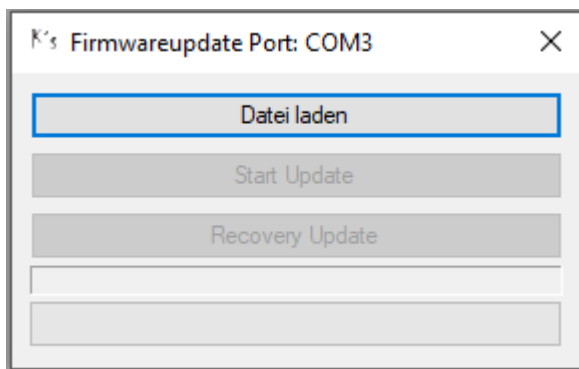 K's Firmwareupdate Port: COM3
Datei laden
Start Update
Recovery Update